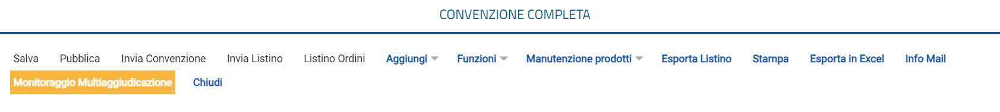 CONVENZIONE COMPLETA
Salva Pubblica Invia Convenzione Invia Listino Listino Ordini Aggiungi Funzioni Manutenzione prodotti Esporta Listino Stampa Esporta in Excel Info Mail
Monitoraggio Multiaggiudicazione Chiudi